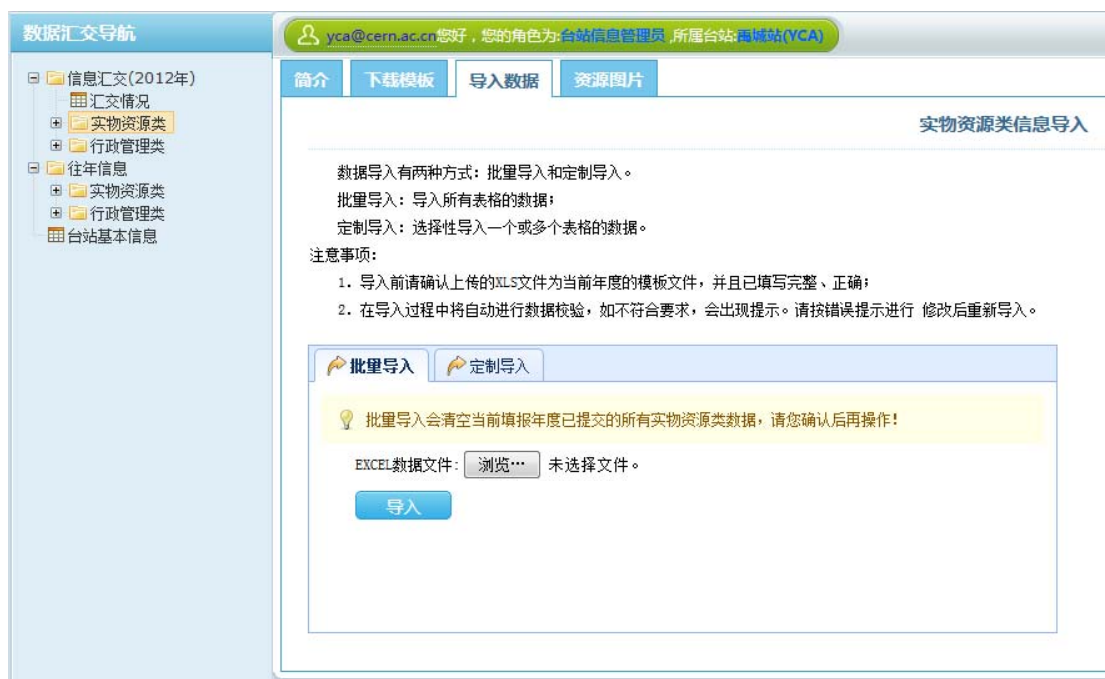 数据汇交导航
yca@cern.ac.cn您好，您的角色为:台站信息管理员 ,所属台站:禹城站(YCA)
信息汇交(2012年)
汇交情况
实物资源类
行政管理类
往年信息
实物资源类
行政管理类
台站基本信息
简介 下载模板 导入数据 资源图片
实物资源类信息导入
数据导入有两种方式：批量导入和定制导入。
批量导入：导入所有表格的数据；
定制导入：选择性导入一个或多个表格的数据。
注意事项：
1. 导入前请确认上传的XLS文件为当前年度的模板文件，并且已填写完整、正确；
2. 在导入过程中将自动进行数据校验，如不符合要求，会出现提示。请按错误提示进行 修改后重新导入。
批量导入 定制导入
批量导入会清空当前填报年度已提交的所有实物资源类数据，请您确认后再操作！
EXCEL数据文件: 浏览… 未选择文件。
导入